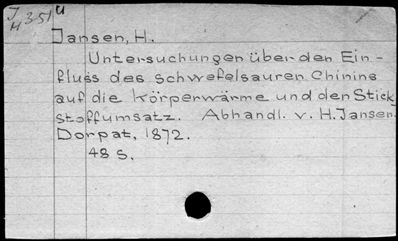 J 351 u
H
Jansen, H.
Untersuchungen über den Ein-
fluss des schwefelsauren Chinins
auf die Körperwärme und den Stick
stoffumsatz. Abhandl. v. H. Jansen.
Dorpat, 1872.
48 S.